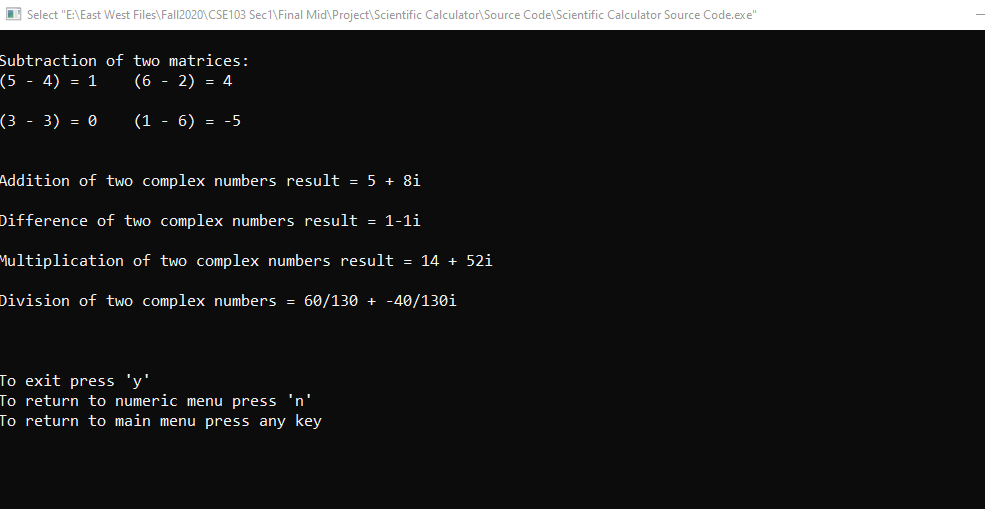 Select "E:\East West Files\Fall2020\CSE103 Sec1\Final Mid\Project\Scientific Calculator\Source Code\Scientific Calculator Source Code.exe"
Subtraction of two matrices:
(5 - 4) = 1    (6 - 2) = 4
(3 - 3) = 0    (1 - 6) = -5
Addition of two complex numbers result = 5 + 8i
Difference of two complex numbers result = 1-1i
Multiplication of two complex numbers result = 14 + 52i
Division of two complex numbers = 60/130 + -40/130i
To exit press 'y'
To return to numeric menu press 'n'
To return to main menu press any key